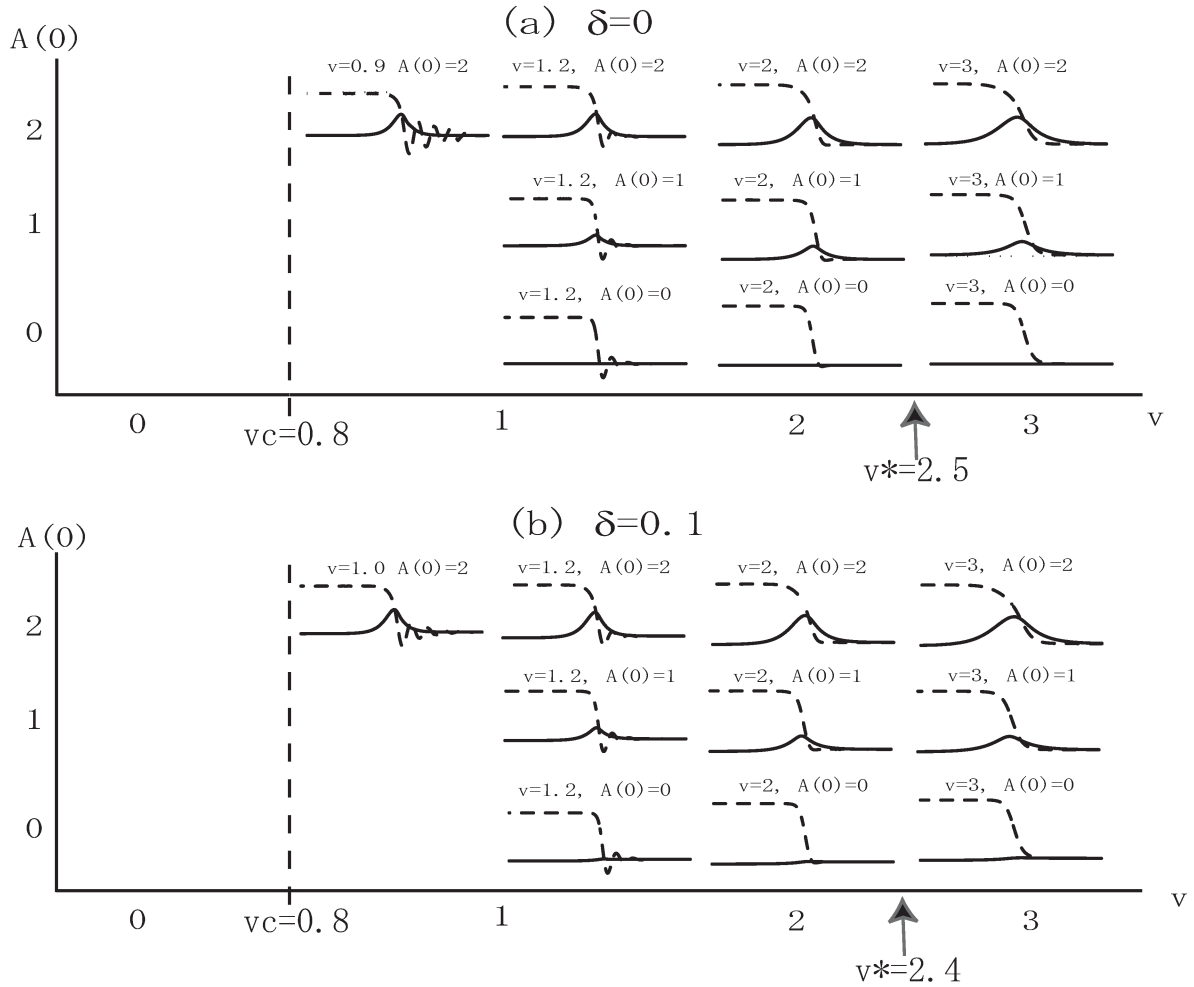 (a) δ=0
A(0)
v=0.9 A(0)=2
v=1.2, A(0)=2
v=2, A(0)=2
v=3, A(0)=2
2
v=1.2, A(0)=1
v=2, A(0)=1
v=3,A(0)=1
1
v=1.2, A(0)=0
v=2, A(0)=0
v=3, A(0)=0
0
0
vc=0.8
1
2
3
v
v*=2.5
(b) δ=0.1
A(0)
v=1.0 A(0)=2
v=1.2, A(0)=2
v=2, A(0)=2
v=3, A(0)=2
2
v=1.2, A(0)=1
v=2, A(0)=1
v=3, A(0)=1
1
v=1.2, A(0)=0
v=2, A(0)=0
v=3, A(0)=0
0
0
vc=0.8
1
2
3
v
v*=2.4